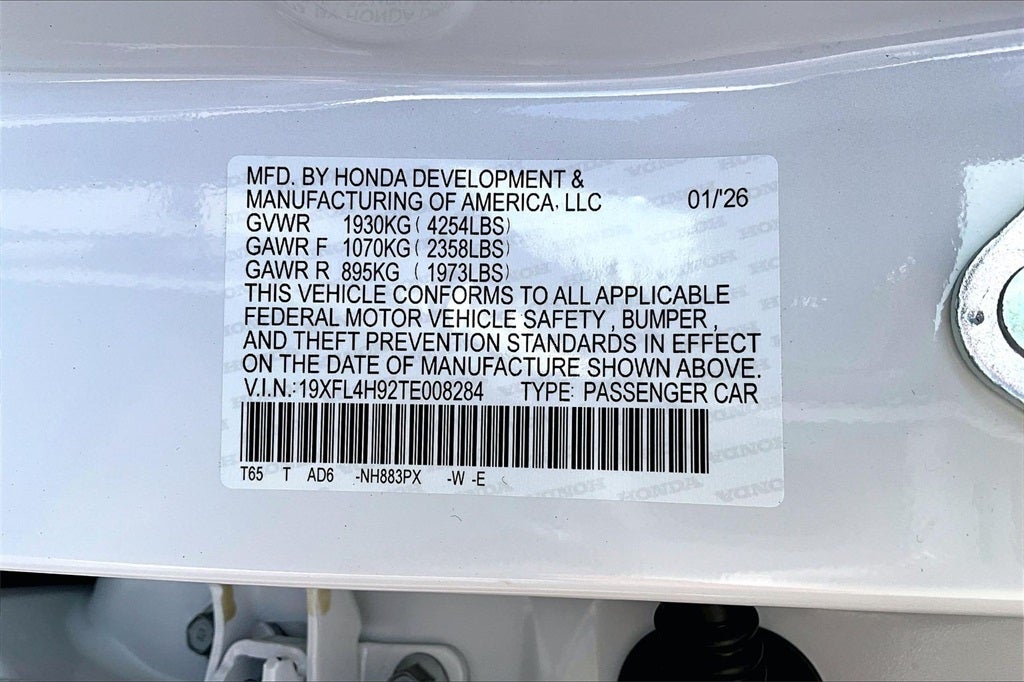 MFD. BY HONDA DEVELOPMENT &
MANUFACTURING OF AMERICA, LLC 01/'26
GVWR 1930KG ( 4254LBS)
GAWR F 1070KG ( 2358LBS)
GAWR R 895KG ( 1973LBS)
THIS VEHICLE CONFORMS TO ALL APPLICABLE
FEDERAL MOTOR VEHICLE SAFETY , BUMPER ,
AND THEFT PREVENTION STANDARDS IN EFFECT
ON THE DATE OF MANUFACTURE SHOWN ABOVE.
V.I.N.: 19XFL4H92TE008284 TYPE: PASSENGER CAR
T65 T AD6 -NH883PX -W -E
HONDA